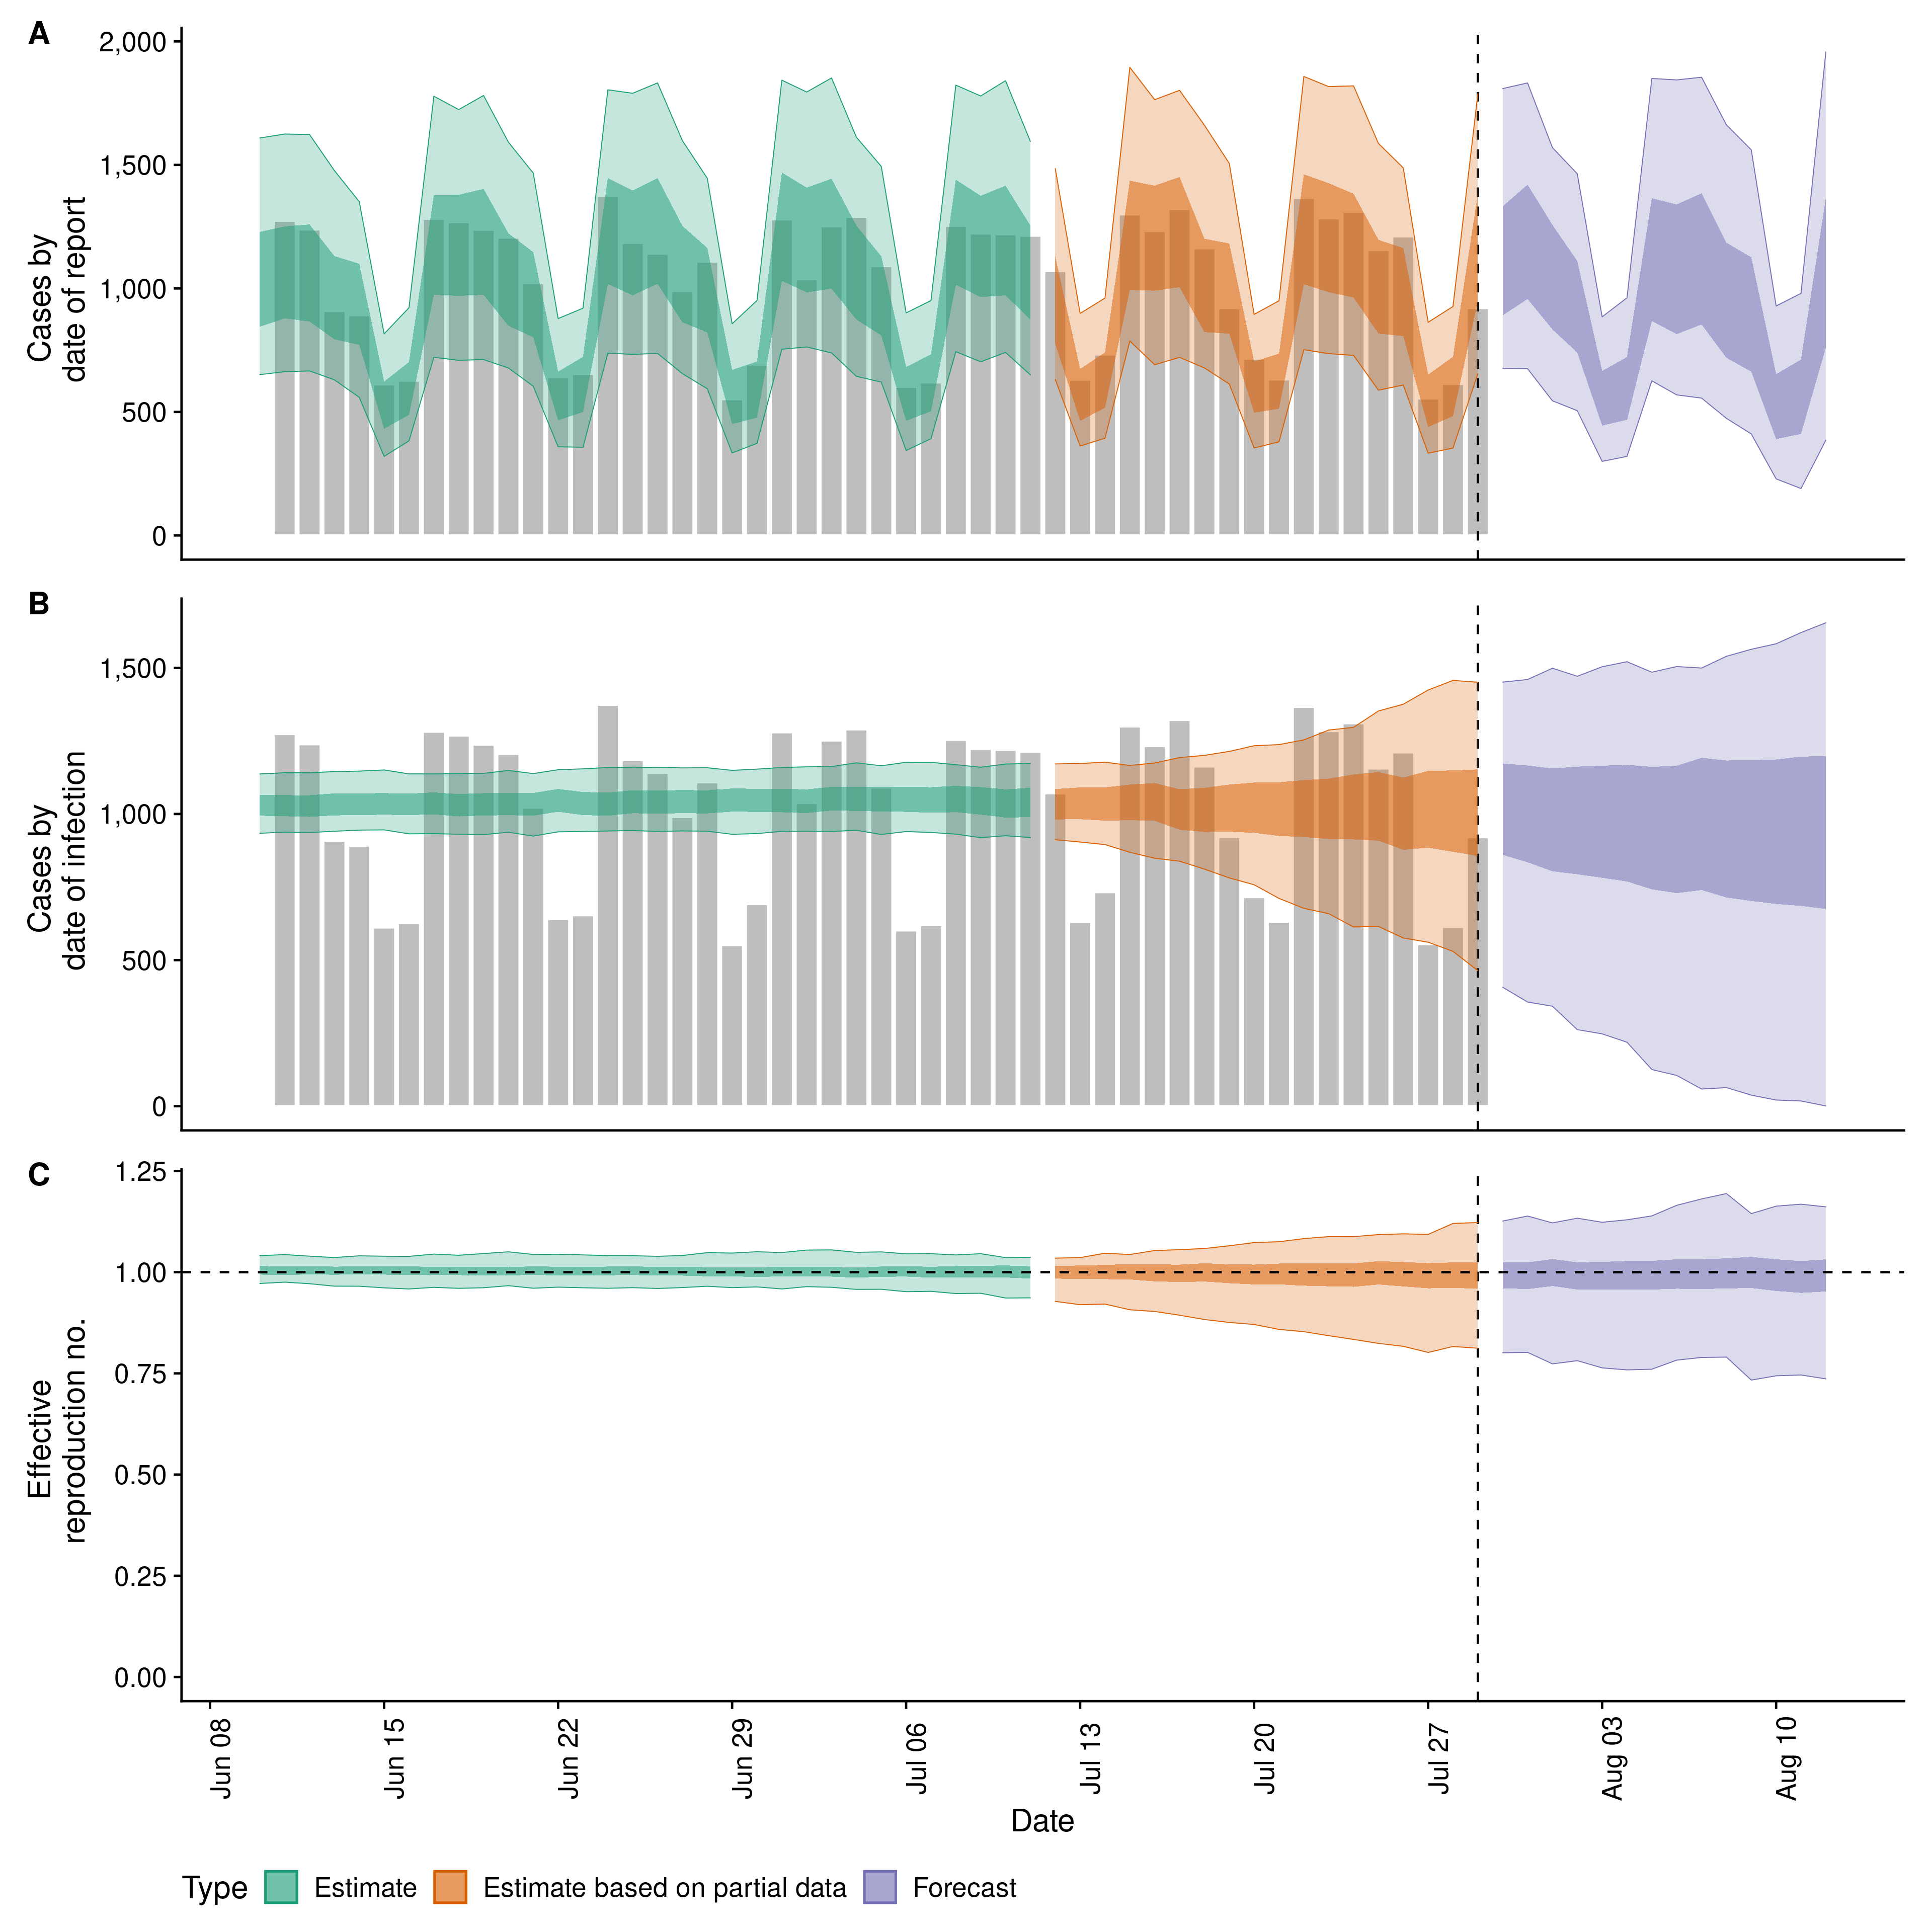 A
2,000
1,500
1,000
500
0
Cases by
date of report
B
1,500
1,000
500
0
Cases by
date of infection
C
1.25
1.00
0.75
0.50
0.25
0.00
Effective
reproduction no.
Jun 08
Jun 15
Jun 22
Jun 29
Jul 06
Jul 13
Jul 20
Jul 27
Aug 03
Aug 10
Date
Type Estimate Estimate based on partial data Forecast